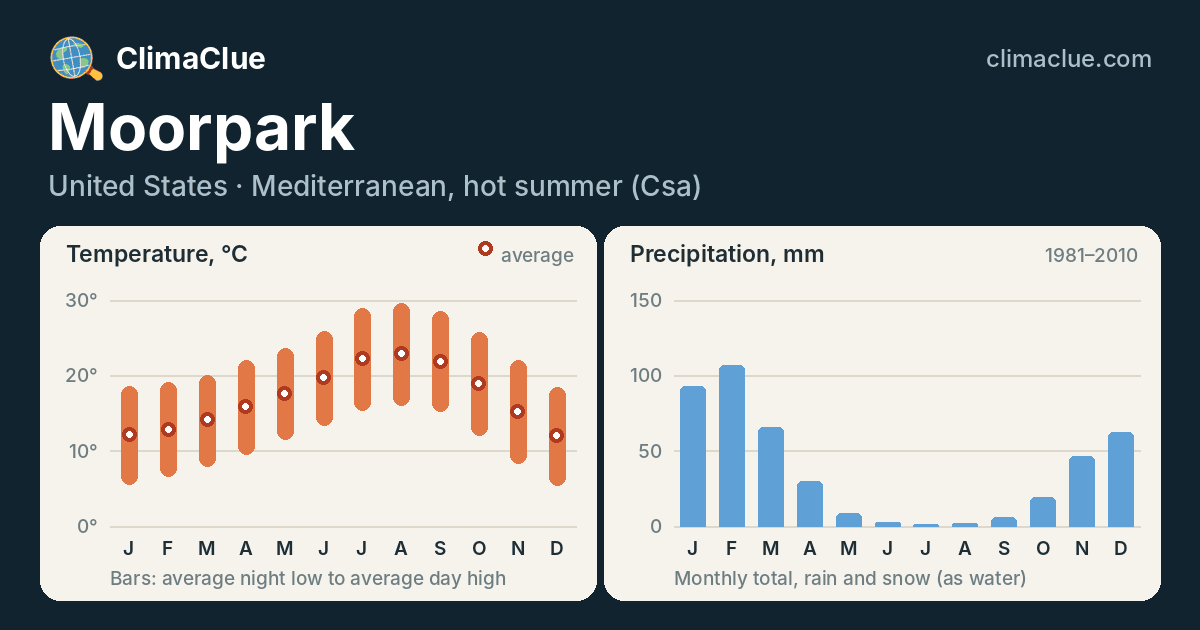 ClimaClue
climaclue.com
Moorpark
United States · Mediterranean, hot summer (Csa)
Temperature, °C
average
30°
20°
10°
0°
J F M A M J J A S O N D
Bars: average night low to average day high
Precipitation, mm
1981–2010
150
100
50
0
J F M A M J J A S O N D
Monthly total, rain and snow (as water)